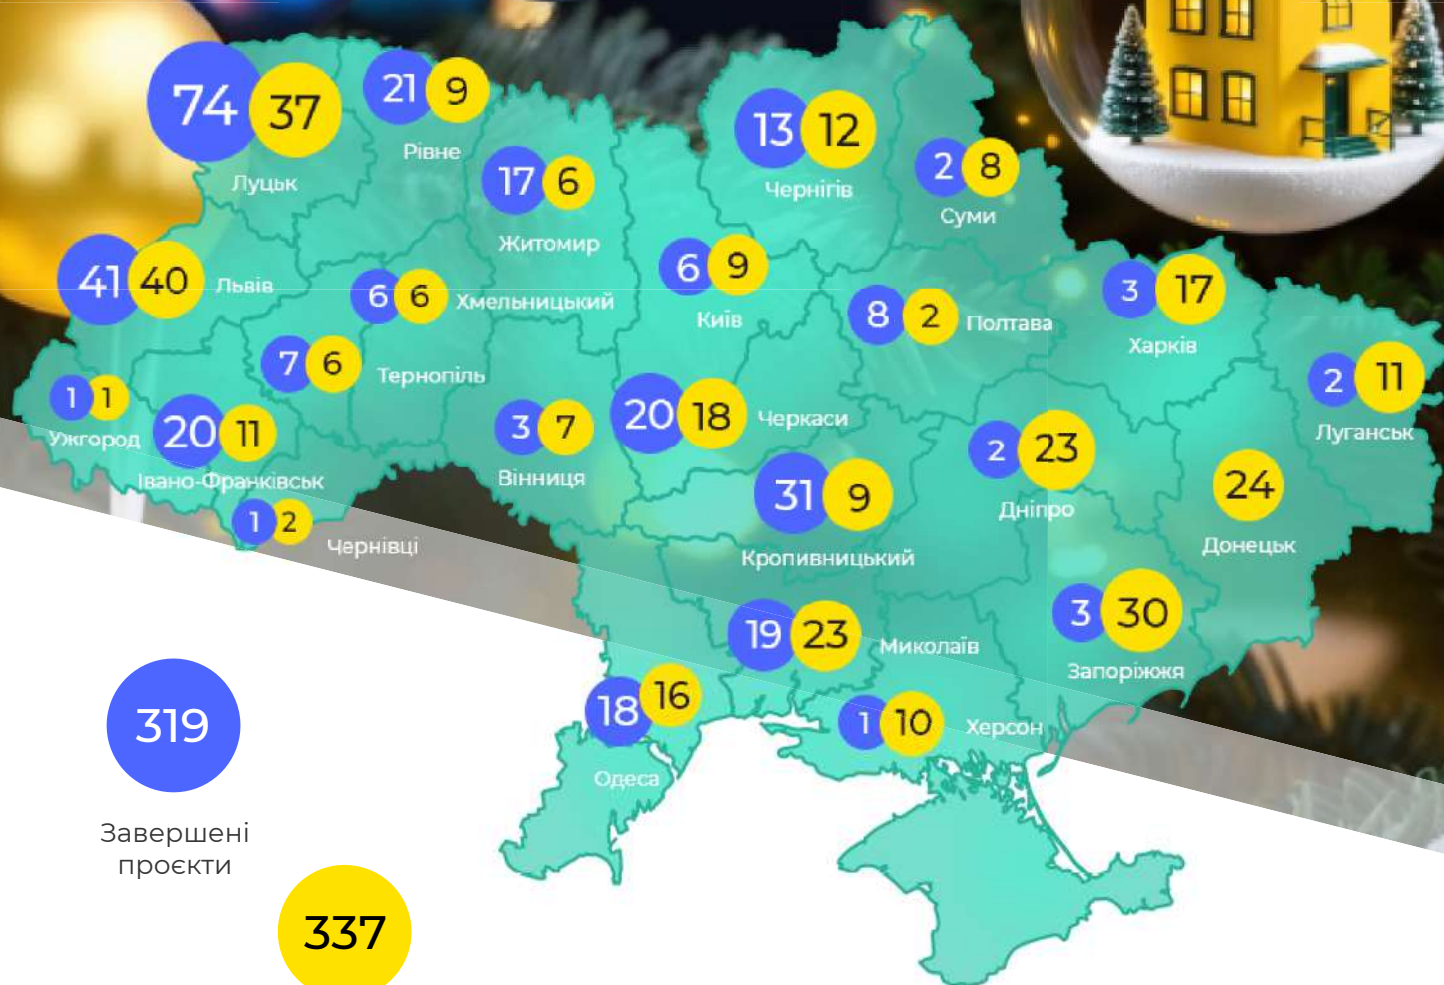 74 37
Луцьк
21 9
Рівне
17 6
Житомир
13 12
Чернігів
2 8
Суми
41 40 Львів
6 6 Хмельницький
6 9
Київ
8 2 Полтава
3 17
Харків
2 11
Луганськ
7 6
Тернопіль
1 1
Ужгород
20 11
Івано-Франківськ
1 2
Чернівці
3 7
Вінниця
20 18 Черкаси
31 9
Кропивницький
2 23
Дніпро
24
Донецьк
19 23 Миколаїв
3 30
Запоріжжя
18 16
Одеса
1 10 Херсон
319
Завершені
проєкти
337